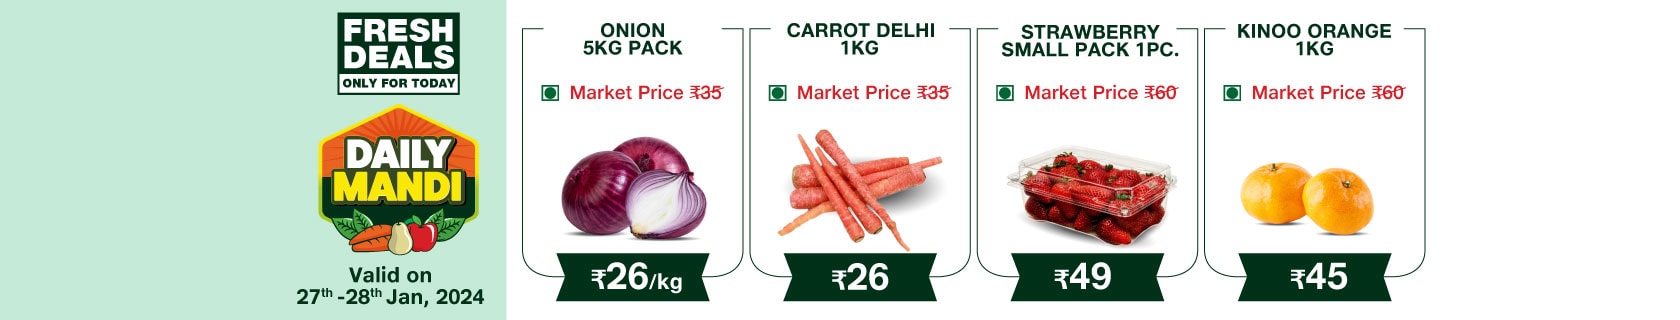 FRESH
DEALS
ONLY FOR TODAY
DAILY
MANDI
Valid on
27th -28th Jan, 2024
ONION
5KG PACK
Market Price ₹35
₹26/kg
CARROT DELHI
1KG
Market Price ₹35
₹26
STRAWBERRY
SMALL PACK 1PC.
Market Price ₹60
₹49
KINOO ORANGE
1KG
Market Price ₹60
₹45